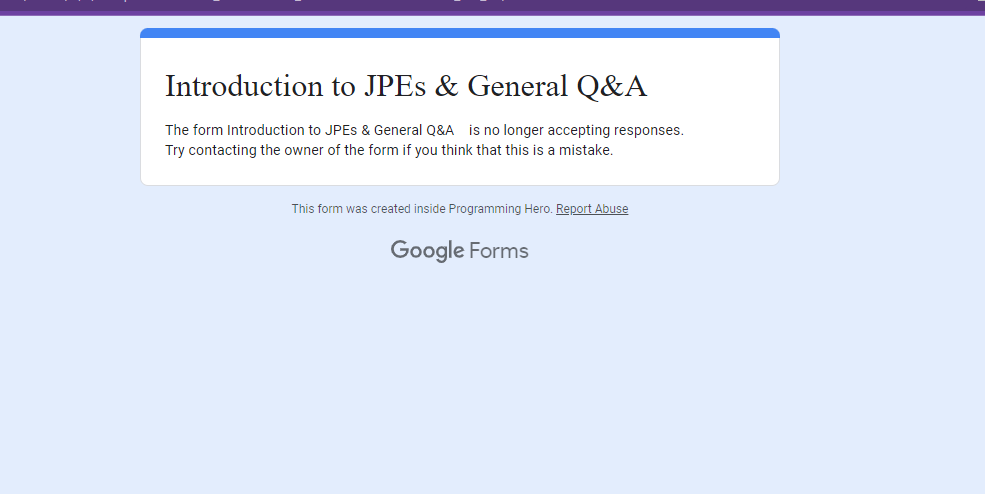 Introduction to JPEs & General Q&A
The form Introduction to JPEs & General Q&A is no longer accepting responses.
Try contacting the owner of the form if you think that this is a mistake.
This form was created inside Programming Hero. Report Abuse
Google Forms